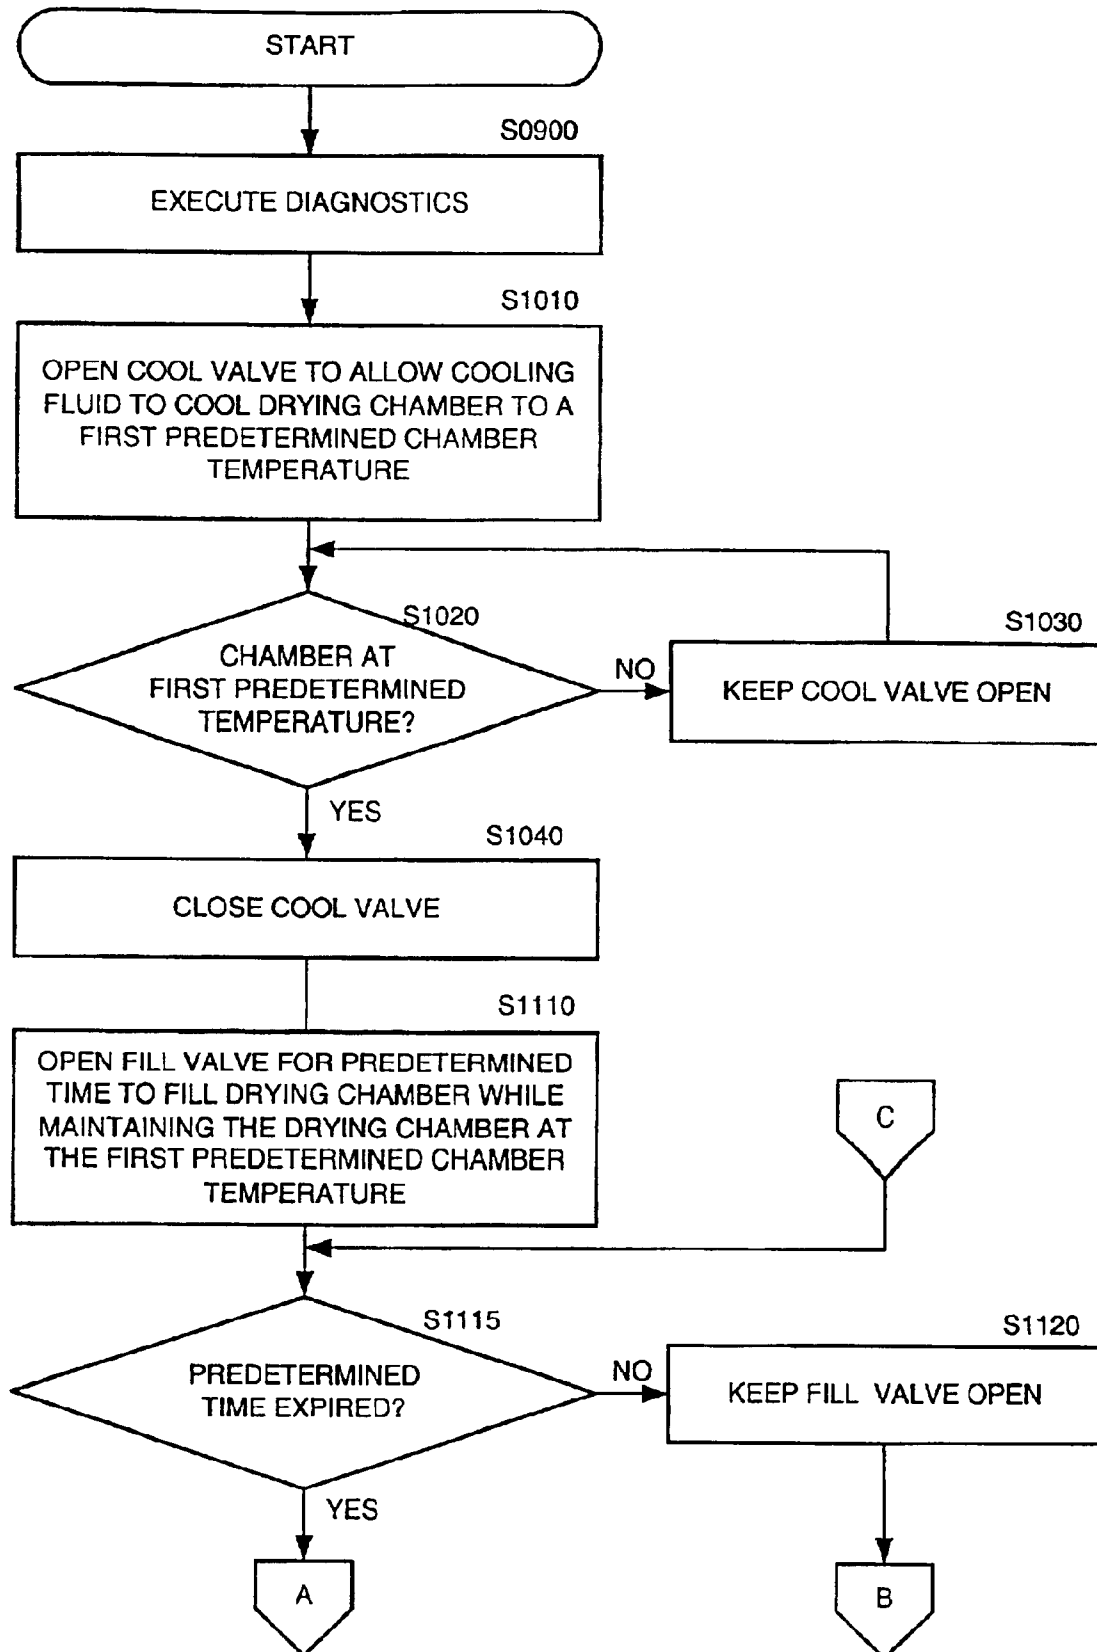 START
S0900
EXECUTE DIAGNOSTICS
S1010
OPEN COOL VALVE TO ALLOW COOLING
FLUID TO COOL DRYING CHAMBER TO A
FIRST PREDETERMINED CHAMBER
TEMPERATURE
S1020
CHAMBER AT
FIRST PREDETERMINED
TEMPERATURE?
NO
S1030
KEEP COOL VALVE OPEN
YES
S1040
CLOSE COOL VALVE
S1110
OPEN FILL VALVE FOR PREDETERMINED
TIME TO FILL DRYING CHAMBER WHILE
MAINTAINING THE DRYING CHAMBER AT
THE FIRST PREDETERMINED CHAMBER
TEMPERATURE
C
S1115
PREDETERMINED
TIME EXPIRED?
NO
S1120
KEEP FILL VALVE OPEN
YES
A
B